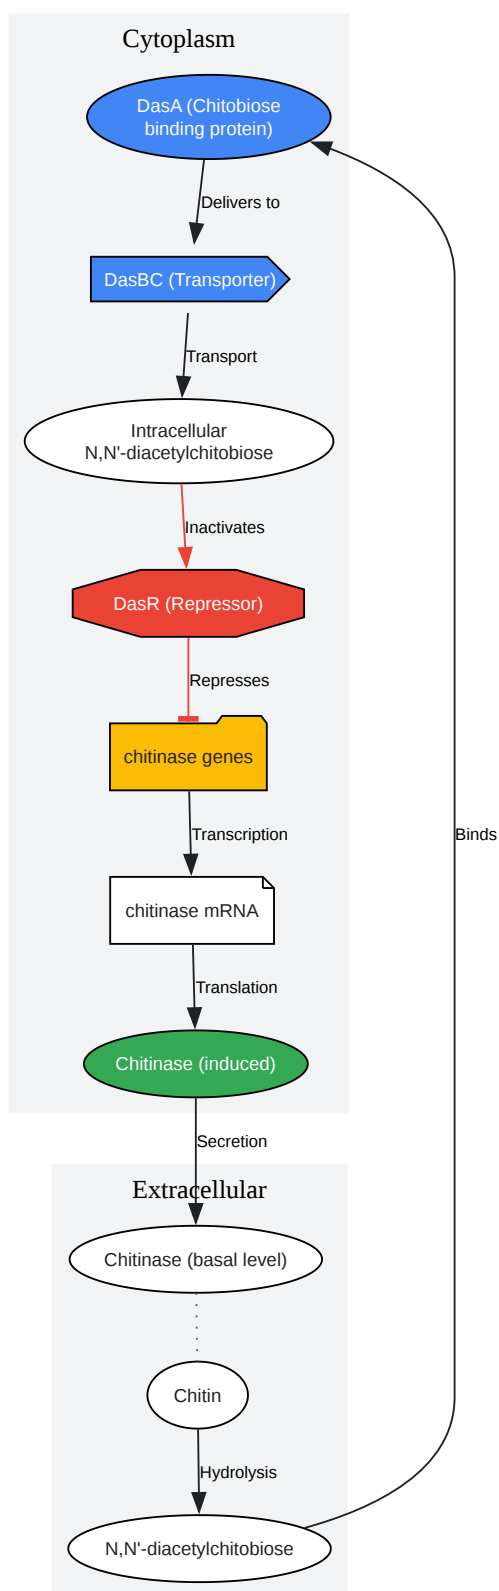 Cytoplasm
DasA (Chitobiose
binding protein)
Delivers to
DasBC (Transporter)
Transport
Intracellular
N,N'-diacetylchitobiose
Inactivates
DasR (Repressor)
Represses
chitinase genes
Transcription
Binds
chitinase mRNA
Translation
Chitinase (induced)
Secretion
Extracellular
Chitinase (basal level)
Chitin
Hydrolysis
N,N'-diacetylchitobiose